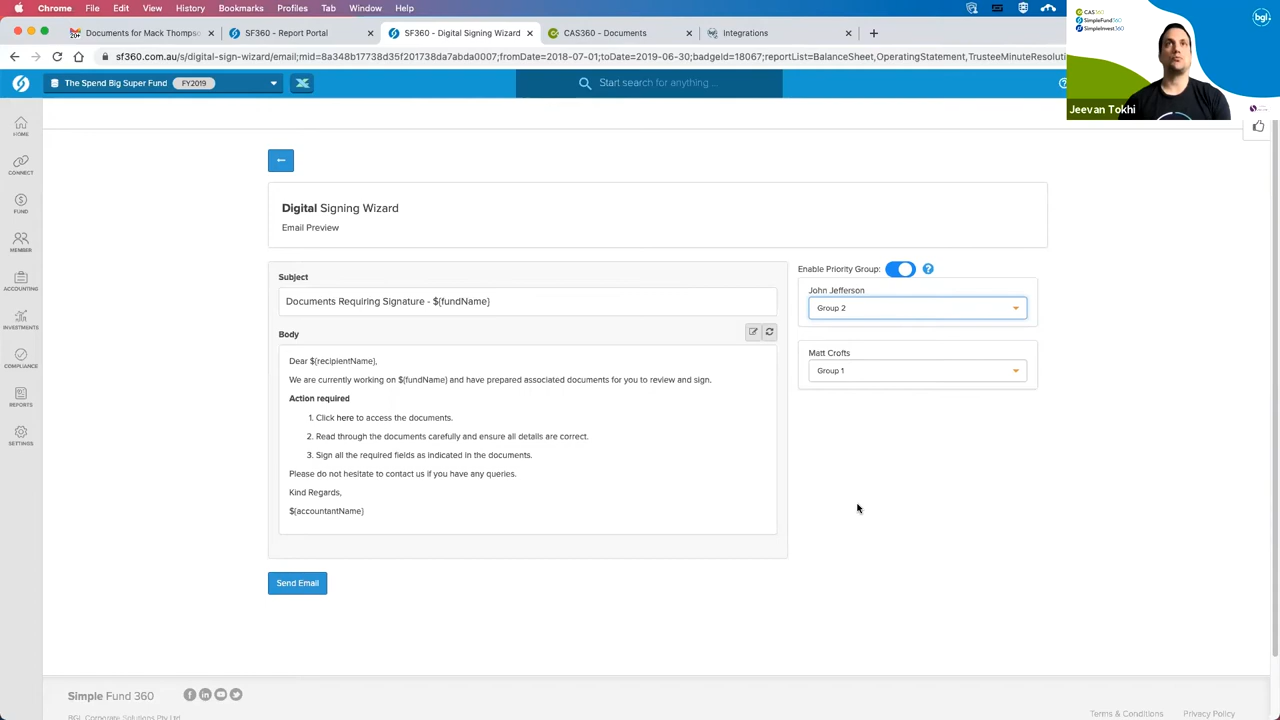 Chrome File Edit View History Bookmarks Profiles Tab Window Help
Documents for Mack Thomps
SF360 - Report Portal
SF360 - Digital Signing Wizard
CAS360 - Documents
Integrations
sf360.com.au/s/digital-sign-wizard/email;mid=8a348b1772d8d35f201738da7abbda0537;fromDate=2018-07-01;toDate=2019-06-30;badgeId=18067;reportList=BalanceSheet,OperatingStatement,TrusteeMinuteResoluti
CAS360
SimpleFund360
SimpleInvest360
bgl
Jeevan Tokhi
The Spend Big Super Fund FY2019
Start search for anything ...
HOME
CONNECT
FUND
MEMBER
ACCOUNTING
INVESTMENTS
COMPLIANCE
REPORTS
SETTINGS
Digital Signing Wizard
Email Preview
Subject
Documents Requiring Signature - ${fundName}
Body
Dear ${recipientName},
We are currently working on ${fundName} and have prepared associated documents for you to review and sign.
Action required
1. Click here to access the documents.
2. Read through the documents carefully and ensure all details are correct.
3. Sign all the required fields as indicated in the documents.
Please do not hesitate to contact us if you have any queries.
Kind Regards,
${accountantName}
Enable Priority Group:
John Jefferson
Group 2
Matt Crofts
Group 1
Send Email
Simple Fund 360
BGL Corporate Solutions Pty Ltd
Terms & Conditions
Privacy Policy